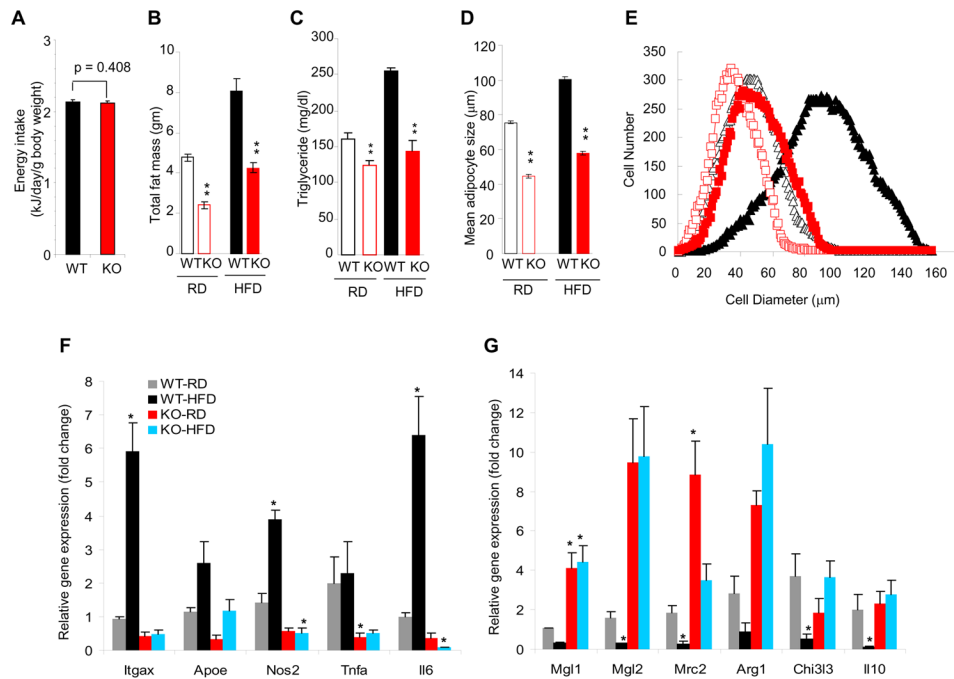 A
B
C
D
E
Energy intake
(kJ/day/g body weight)
3
2
1
0
p = 0.408
WT KO
Total fat mass (gm)
10
8
6
4
2
0
**
**
WT KO WT KO
RD HFD
Triglyceride (mg/dl)
300
250
200
150
100
50
0
**
**
WT KO WT KO
RD HFD
Mean adipocyte size (μm)
120
100
80
60
40
20
0
**
**
WT KO WT KO
RD HFD
Cell Number
350
300
250
200
150
100
50
0
0 20 40 60 80 100 120 140 160
Cell Diameter (μm)
F
Relative gene expression (fold change)
8
7
6
5
4
3
2
1
0
WT-RD
WT-HFD
KO-RD
KO-HFD
* * * * * * *
Itgax Apoe Nos2 Tnfa Il6
G
Relative gene expression (fold change)
14
12
10
8
6
4
2
0
* * * * * * *
Mgl1 Mgl2 Mrc2 Arg1 Chi3l3 Il10